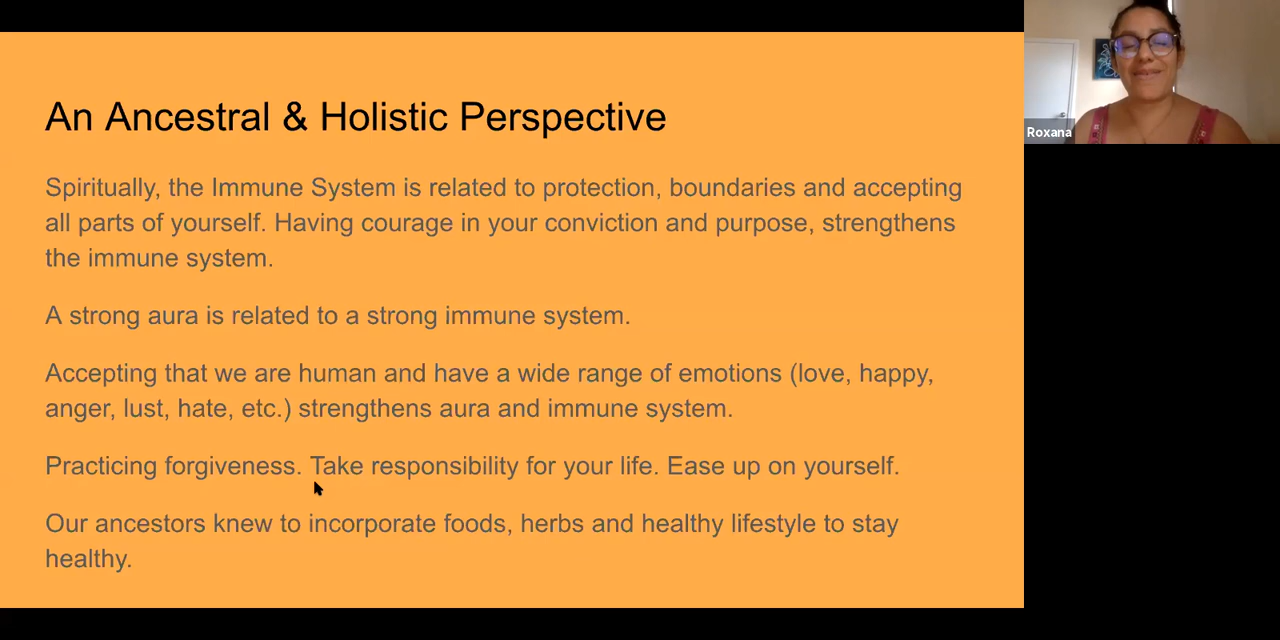 An Ancestral & Holistic Perspective
Spiritually, the Immune System is related to protection, boundaries and accepting
all parts of yourself. Having courage in your conviction and purpose, strengthens
the immune system.
A strong aura is related to a strong immune system.
Accepting that we are human and have a wide range of emotions (love, happy,
anger, lust, hate, etc.) strengthens aura and immune system.
Practicing forgiveness. Take responsibility for your life. Ease up on yourself.
Our ancestors knew to incorporate foods, herbs and healthy lifestyle to stay
healthy.
Roxana